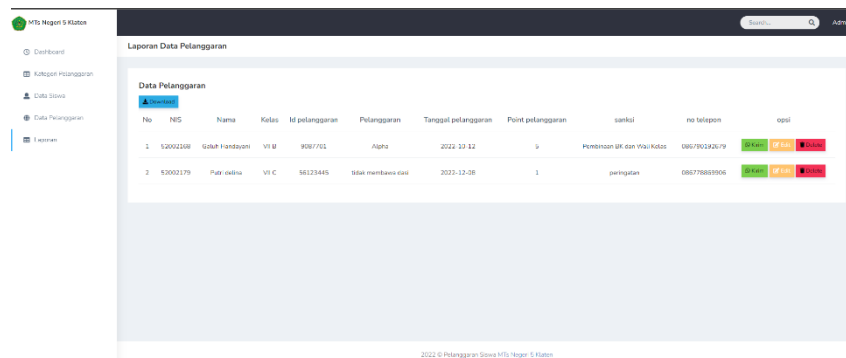 MTs Negeri 5 Klaten
Search...
Adm
Dashboard
Laporan Data Pelanggaran
Kategori Pelanggaran
Data Siswa
Data Pelanggaran
Laporan
Data Pelanggaran
Download
No NIS Nama Kelas Id pelanggaran Pelanggaran Tanggal pelanggaran Point pelanggaran sanksi no telepon opsi
1 52002168 Galuh Handayani VII B 9087701 Alpha 2022-10-12 5 Pembinaan BK dan Wali Kelas 086780192679 Kirim Edit Delete
2 52002179 Putri delina VII C 56123445 tidak membawa dasi 2022-12-08 1 peringatan 086778869906 Kirim Edit Delete
2022 © Pelanggaran Siswa MTs Negeri 5 Klaten